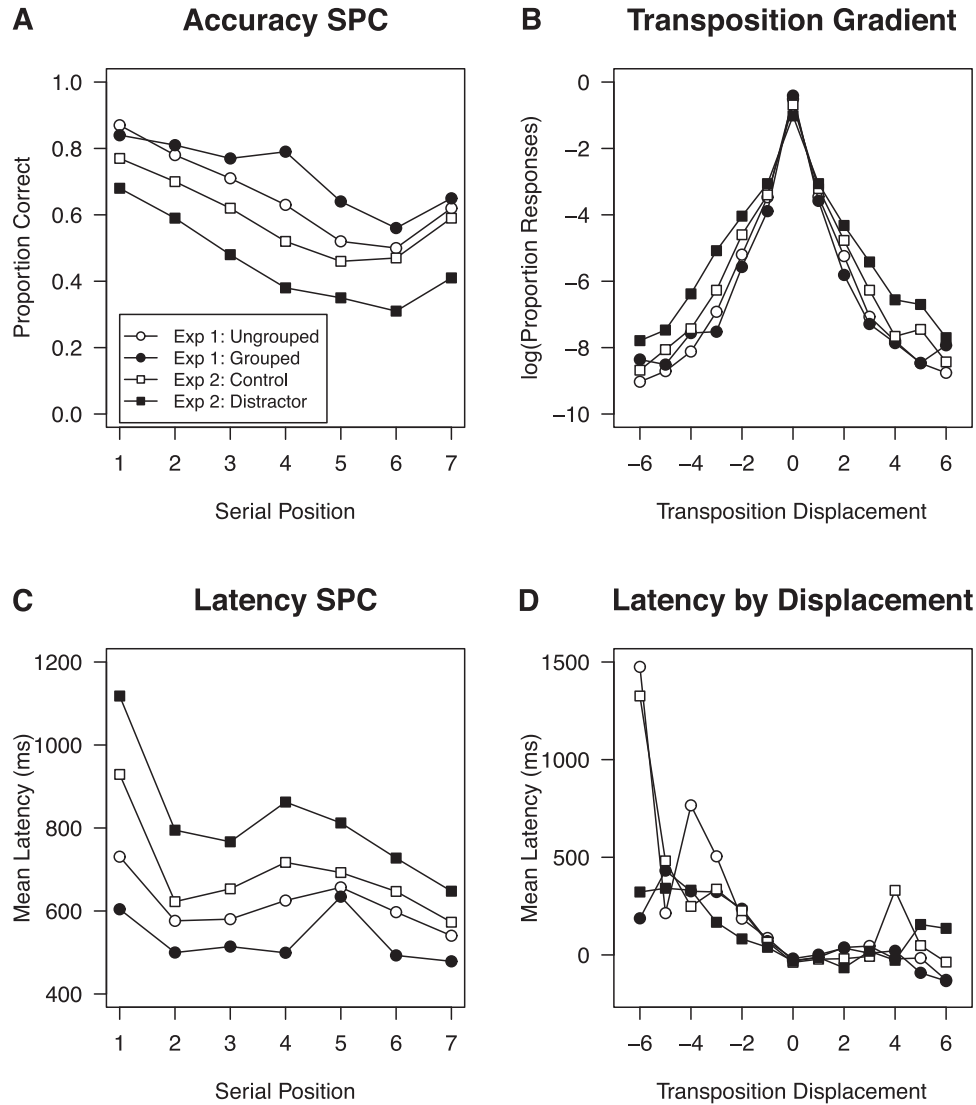 A Accuracy SPC
Proportion Correct
1.0
0.8
0.6
0.4
0.2
0.0
Exp 1: Ungrouped
Exp 1: Grouped
Exp 2: Control
Exp 2: Distractor
1 2 3 4 5 6 7
Serial Position
B Transposition Gradient
log(Proportion Responses)
0
−2
−4
−6
−8
−10
−6 −4 −2 0 2 4 6
Transposition Displacement
C Latency SPC
Mean Latency (ms)
1200
1000
800
600
400
1 2 3 4 5 6 7
Serial Position
D Latency by Displacement
Mean Latency (ms)
1500
1000
500
0
−6 −4 −2 0 2 4 6
Transposition Displacement